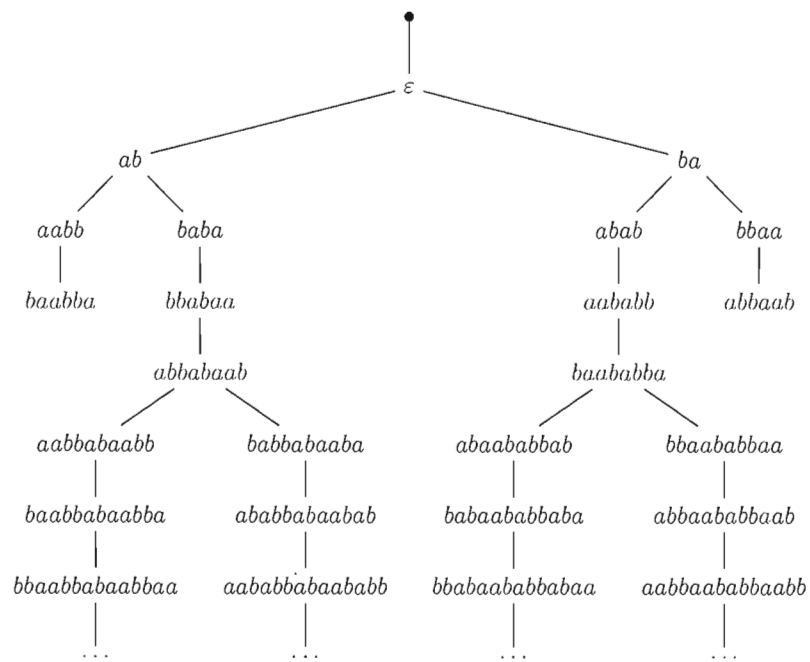 ε
ab ba
aabb baba abab bbaa
baabba bbabaa aababb abbaab
abbabaab baababba
aabbabaabb babbabaaba abaababbab bbaababbaa
baabbabaabba ababbabaabab babaababbaba abbaababbaab
bbaabbabaabbaa aababbabaababb bbabaababbabaa aabbaababbaabb
... ... ... ...